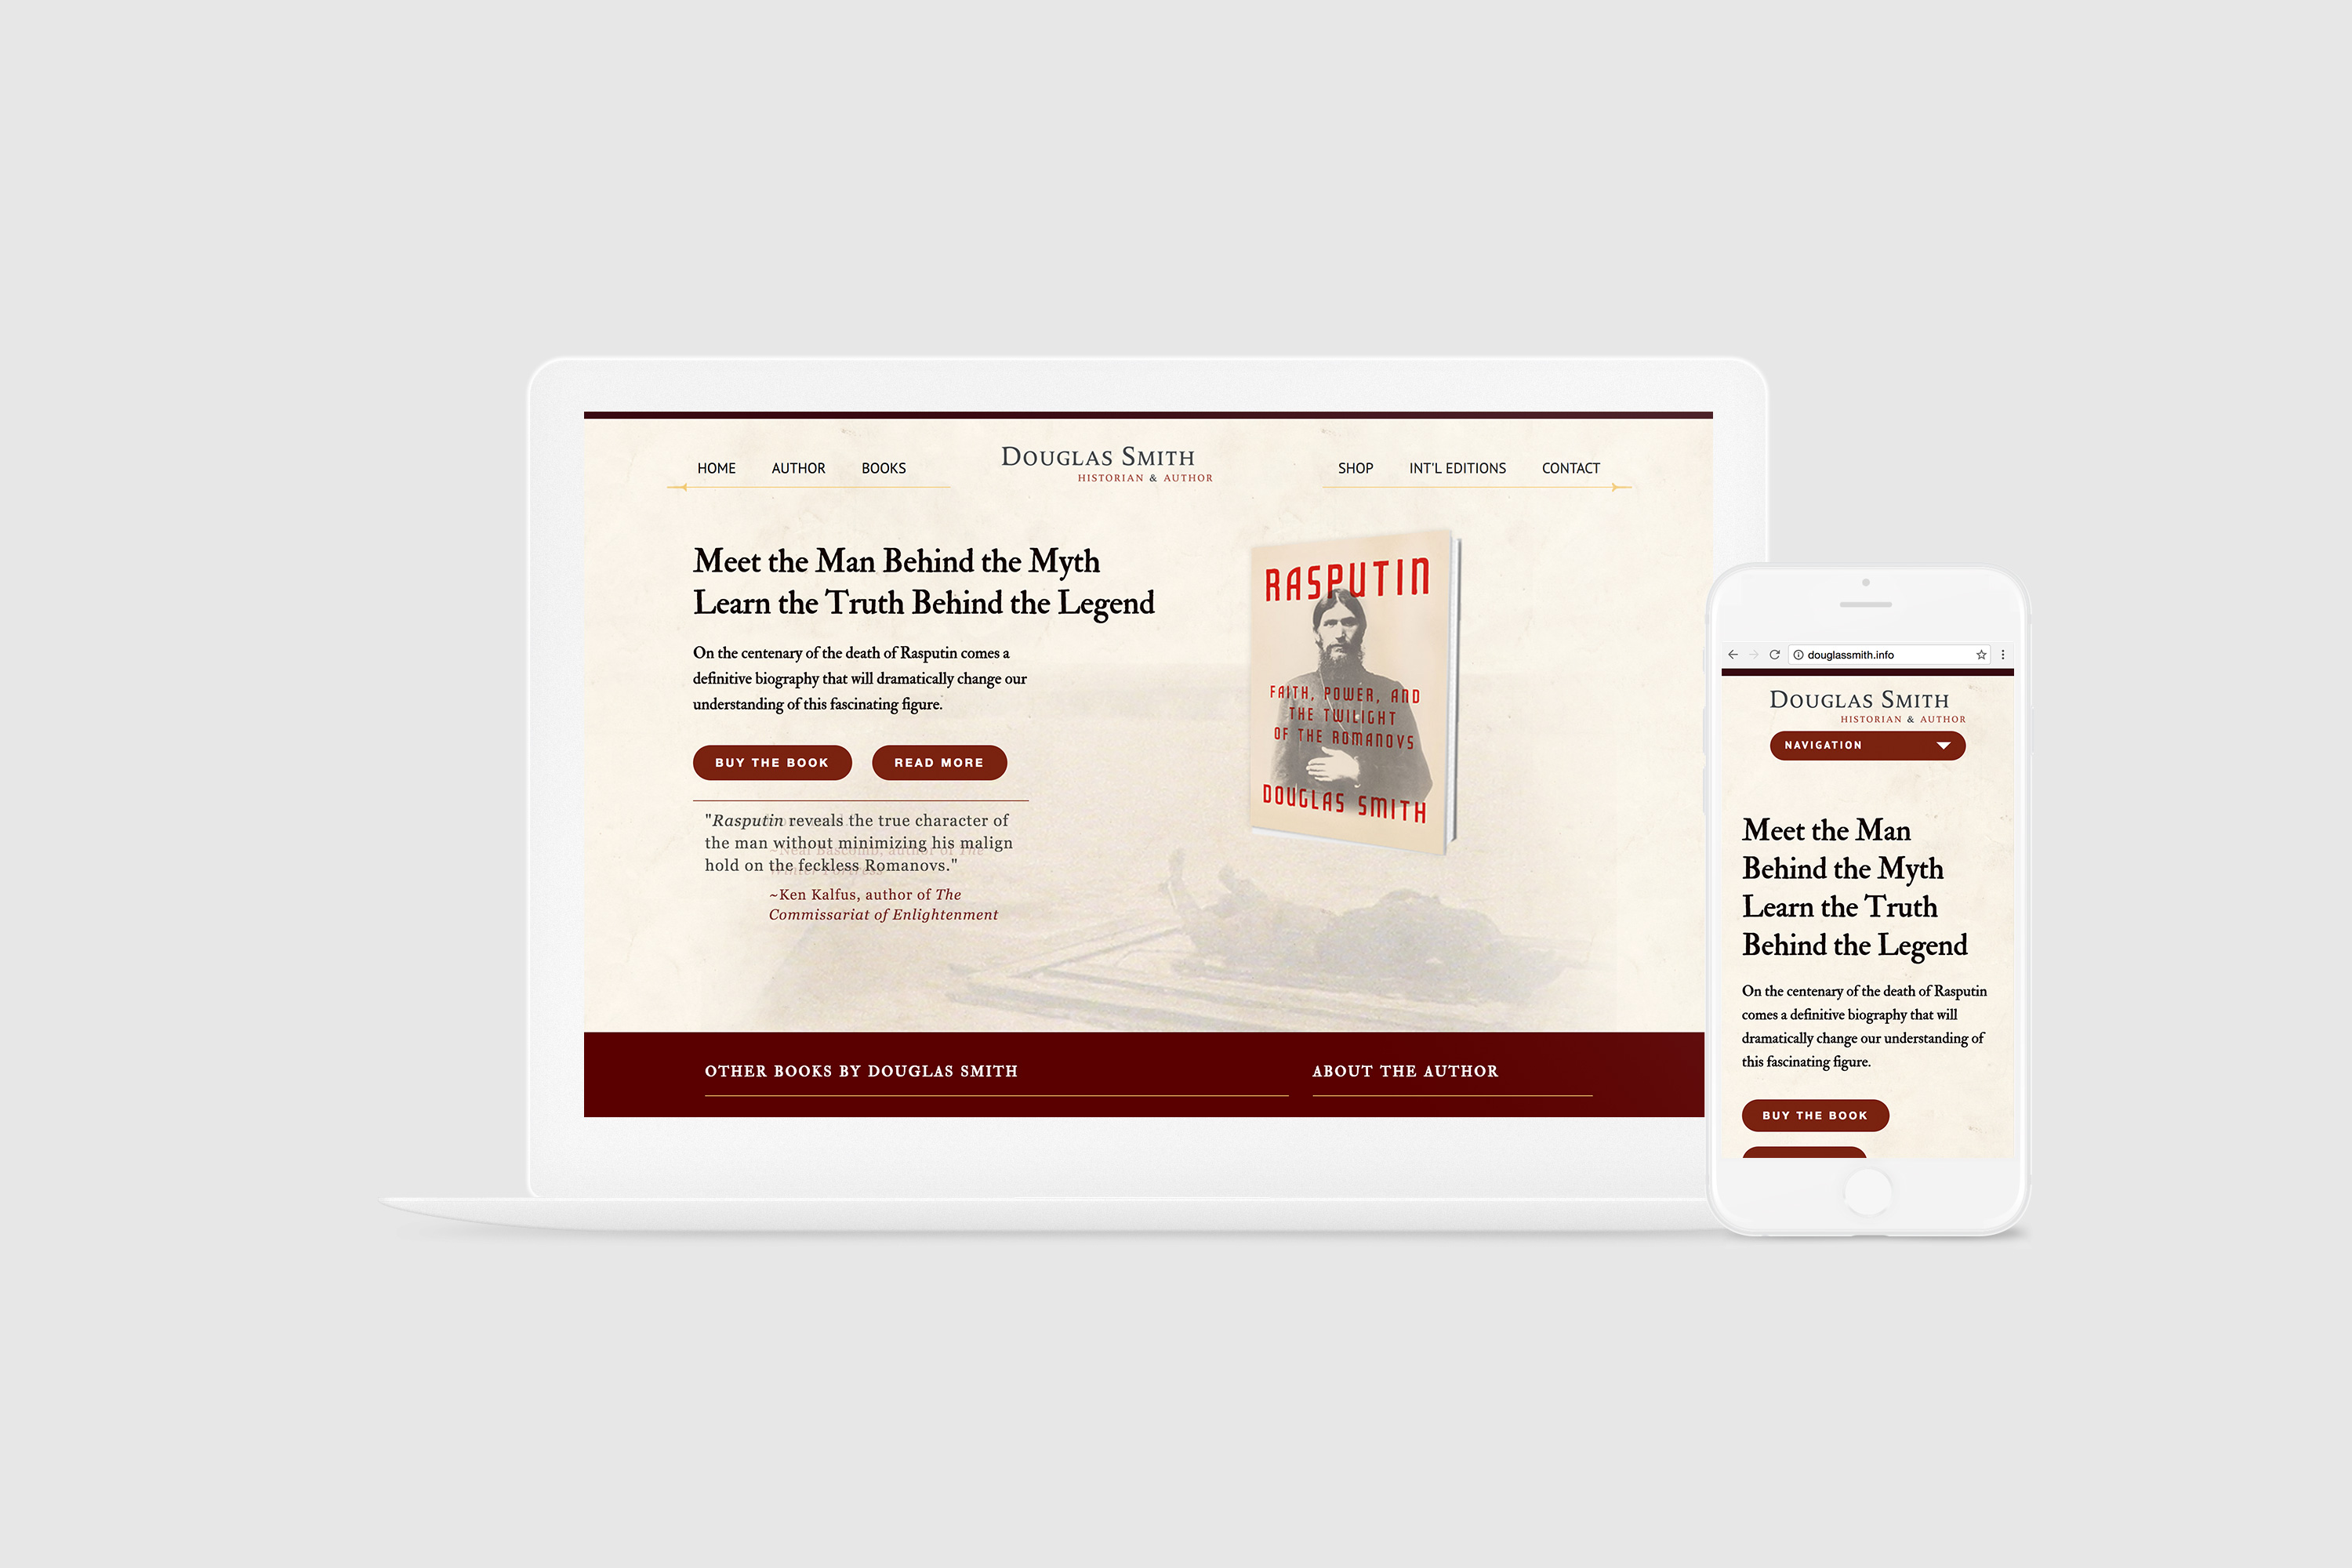 HOME AUTHOR BOOKS
DOUGLAS SMITH
HISTORIAN & AUTHOR
SHOP INT'L EDITIONS CONTACT
Meet the Man Behind the Myth
Learn the Truth Behind the Legend
On the centenary of the death of Rasputin comes a
definitive biography that will dramatically change our
understanding of this fascinating figure.
BUY THE BOOK READ MORE
"Rasputin reveals the true character of
the man without minimizing his malign
hold on the feckless Romanovs."
~Neal Bascomb, author of The
Winter Fortress
~Ken Kalfus, author of The
Commissariat of Enlightenment
RASPUTIN
FAITH, POWER, AND
THE TWILIGHT
OF THE ROMANOVS
DOUGLAS SMITH
OTHER BOOKS BY DOUGLAS SMITH
ABOUT THE AUTHOR
douglassmith.info
DOUGLAS SMITH
HISTORIAN & AUTHOR
NAVIGATION
Meet the Man
Behind the Myth
Learn the Truth
Behind the Legend
On the centenary of the death of Rasputin
comes a definitive biography that will
dramatically change our understanding of
this fascinating figure.
BUY THE BOOK